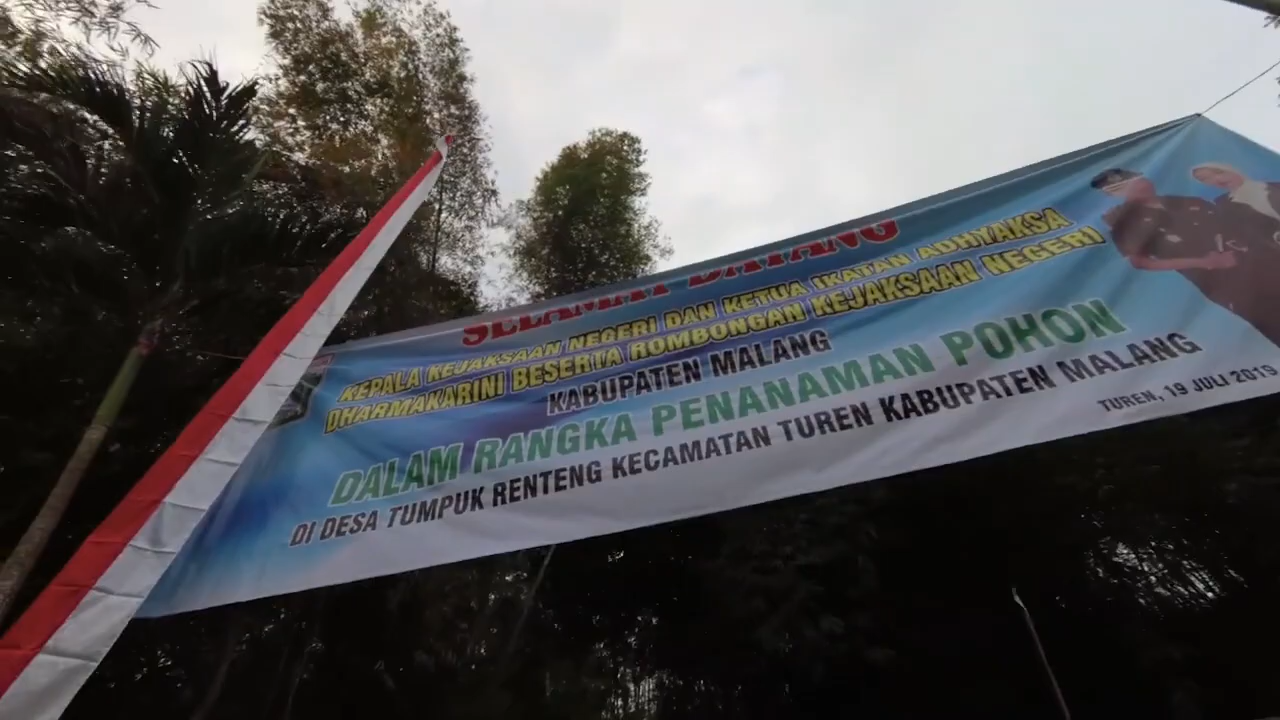 SELAMAT DATANG
KEPALA KEJAKSAAN NEGERI DAN KETUA IKATAN ADHYAKSA
DHARMAKARINI BESERTA ROMBONGAN KEJAKSAAN NEGERI
KABUPATEN MALANG
DALAM RANGKA PENANAMAN POHON
DI DESA TUMPUK RENTENG KECAMATAN TUREN KABUPATEN MALANG
TUREN, 19 JULI 2019